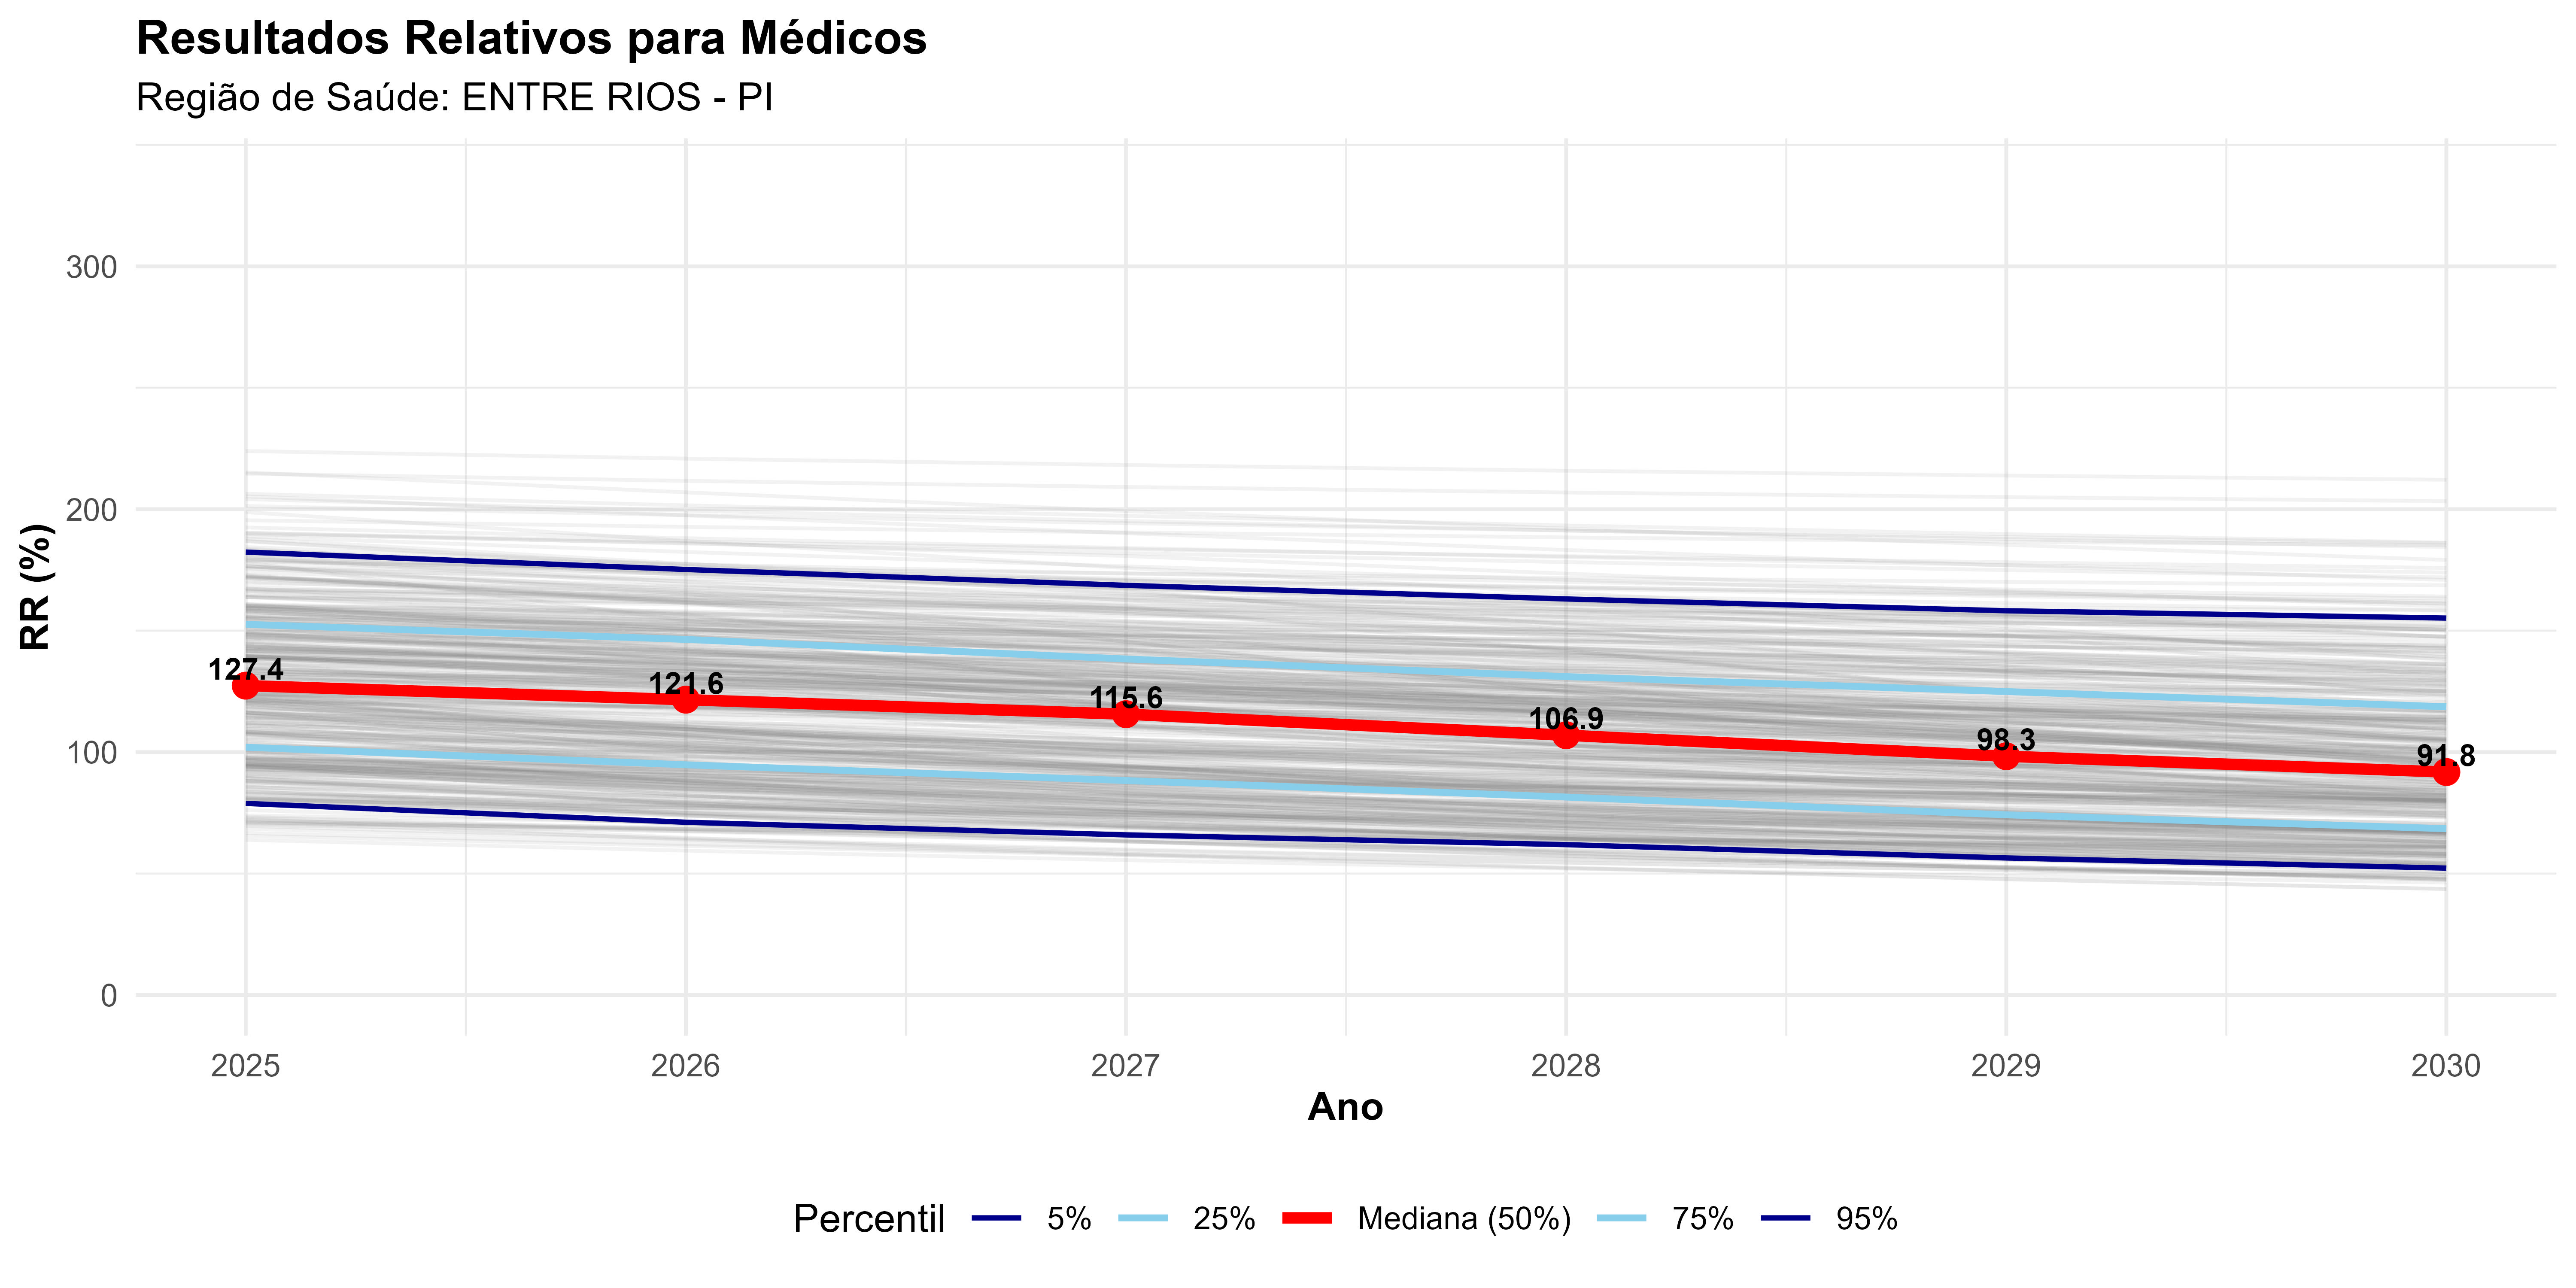 Resultados Relativos para Médicos
Região de Saúde: ENTRE RIOS - PI
RR (%)
300
200
100
0
127.4
121.6
115.6
106.9
98.3
91.8
2025 2026 2027 2028 2029 2030
Ano
Percentil 5% 25% Mediana (50%) 75% 95%